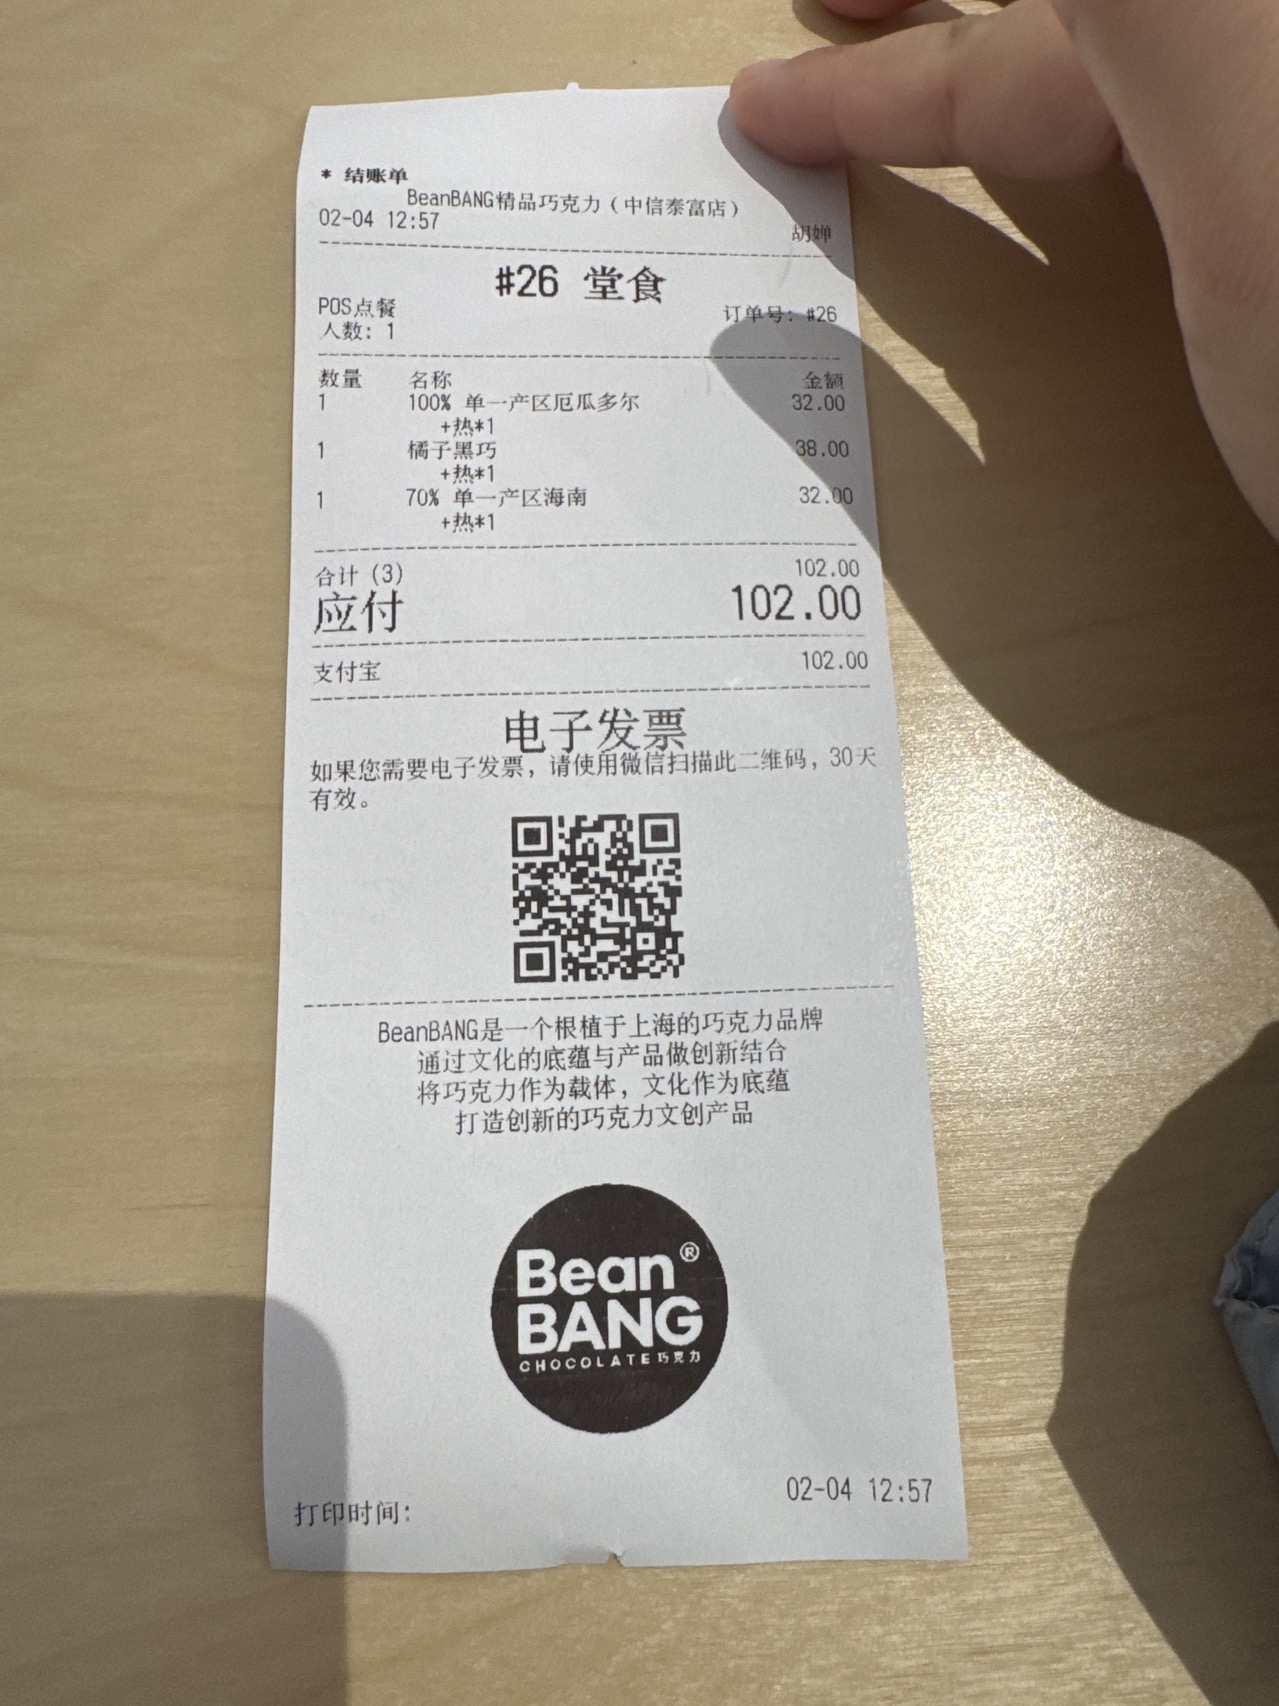 * 结账单
BeanBANG精品巧克力（中信泰富店）
02-04 12:57 胡婵
#26 堂食
POS点餐 订单号: #26
人数: 1
数量 名称 金额
1 100% 单一产区厄瓜多尔 32.00
+热*1
1 橘子黑巧 38.00
+热*1
1 70% 单一产区海南 32.00
+热*1
合计 (3) 102.00
应付 102.00
支付宝 102.00
电子发票
如果您需要电子发票，请使用微信扫描此二维码，30天
有效。
BeanBANG是一个根植于上海的巧克力品牌
通过文化的底蕴与产品做创新结合
将巧克力作为载体，文化作为底蕴
打造创新的巧克力文创产品
Bean®
BANG
CHOCOLATE巧克力
打印时间: 02-04 12:57